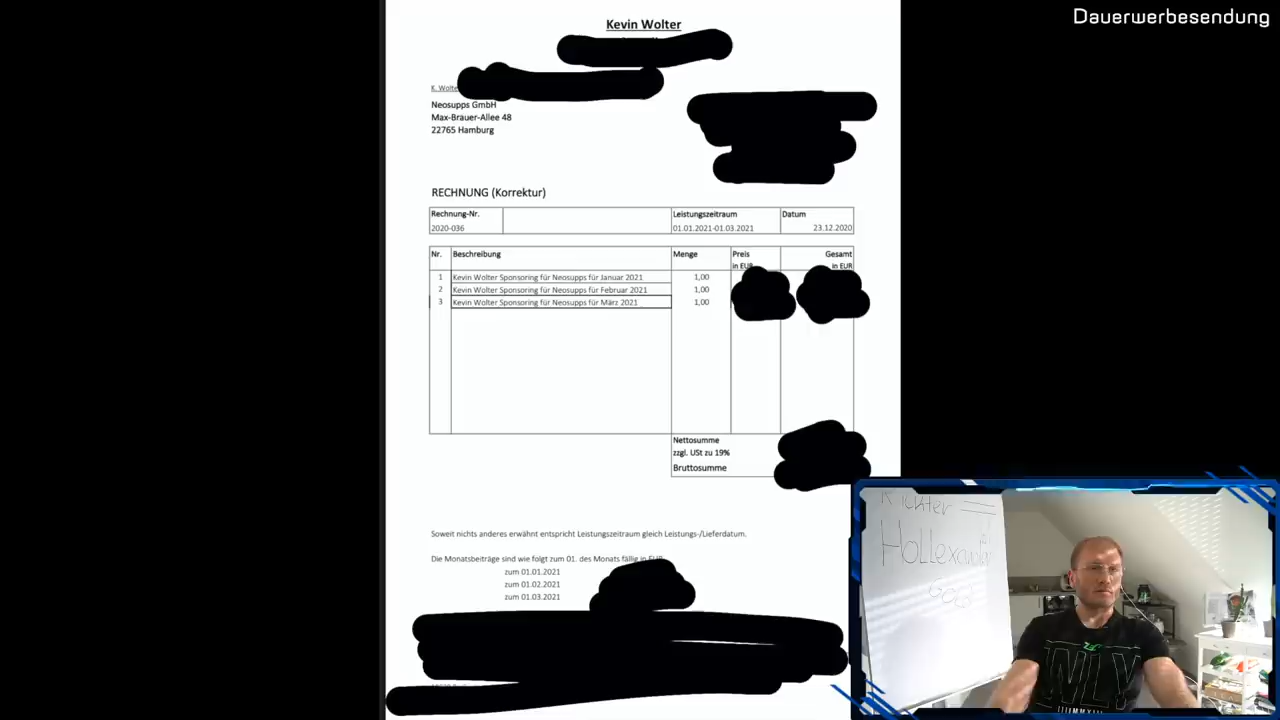 Dauerwerbesendung
Kevin Wolter
K. Wolte
Neosupps GmbH
Max-Brauer-Allee 48
22765 Hamburg
RECHNUNG (Korrektur)
Rechnung-Nr. Leistungszeitraum Datum
2020-036 01.01.2021-01.03.2021 23.12.2020
Nr. Beschreibung Menge Preis Gesamt
in EUR in EUR
1 Kevin Wolter Sponsoring für Neosupps für Januar 2021 1,00
2 Kevin Wolter Sponsoring für Neosupps für Februar 2021 1,00
3 Kevin Wolter Sponsoring für Neosupps für März 2021 1,00
Nettosumme
zzgl. USt zu 19%
Bruttosumme
Soweit nichts anderes erwähnt entspricht Leistungszeitraum gleich Leistungs-/Lieferdatum.
Die Monatsbeiträge sind wie folgt zum 01. des Monats fällig in EUR
zum 01.01.2021
zum 01.02.2021
zum 01.03.2021